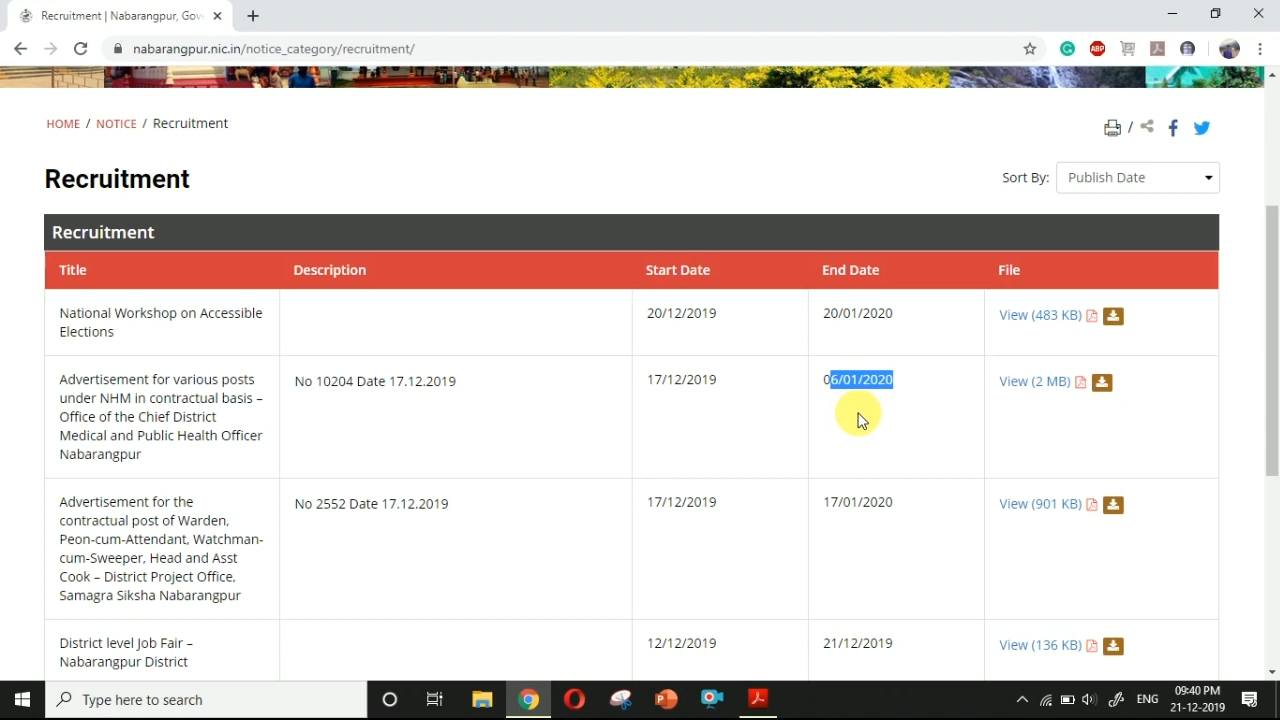 Recruitment | Nabarangpur, Gov
nabarangpur.nic.in/notice_category/recruitment/
ABP
HOME / NOTICE / Recruitment
/
Recruitment
Sort By: Publish Date
Recruitment
Title Description Start Date End Date File
National Workshop on Accessible
Elections
20/12/2019 20/01/2020 View (483 KB)
Advertisement for various posts
under NHM in contractual basis –
Office of the Chief District
Medical and Public Health Officer
Nabarangpur
No 10204 Date 17.12.2019 17/12/2019 06/01/2020 View (2 MB)
Advertisement for the
contractual post of Warden,
Peon-cum-Attendant, Watchman-
cum-Sweeper, Head and Asst
Cook – District Project Office,
Samagra Siksha Nabarangpur
No 2552 Date 17.12.2019 17/12/2019 17/01/2020 View (901 KB)
District level Job Fair –
Nabarangpur District
12/12/2019 21/12/2019 View (136 KB)
Type here to search
ENG
09:40 PM
21-12-2019